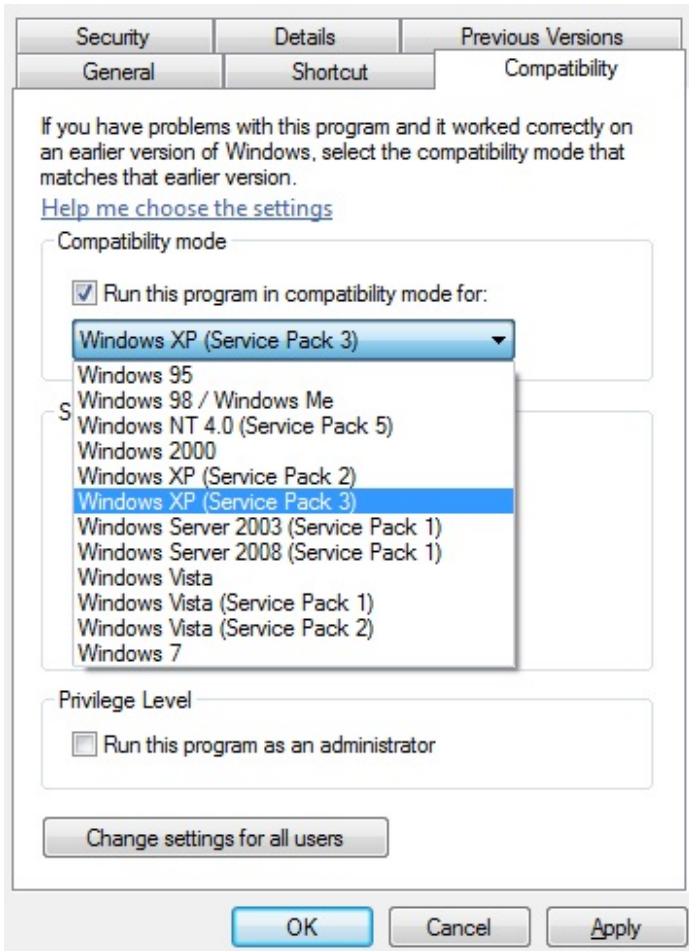 Security Details Previous Versions
General Shortcut Compatibility
If you have problems with this program and it worked correctly on
an earlier version of Windows, select the compatibility mode that
matches that earlier version.
Help me choose the settings
Compatibility mode
Run this program in compatibility mode for:
Windows XP (Service Pack 3)
Windows 95
Windows 98 / Windows Me
S
Windows NT 4.0 (Service Pack 5)
Windows 2000
Windows XP (Service Pack 2)
Windows XP (Service Pack 3)
Windows Server 2003 (Service Pack 1)
Windows Server 2008 (Service Pack 1)
Windows Vista
Windows Vista (Service Pack 1)
Windows Vista (Service Pack 2)
Windows 7
Privilege Level
Run this program as an administrator
Change settings for all users
OK Cancel Apply